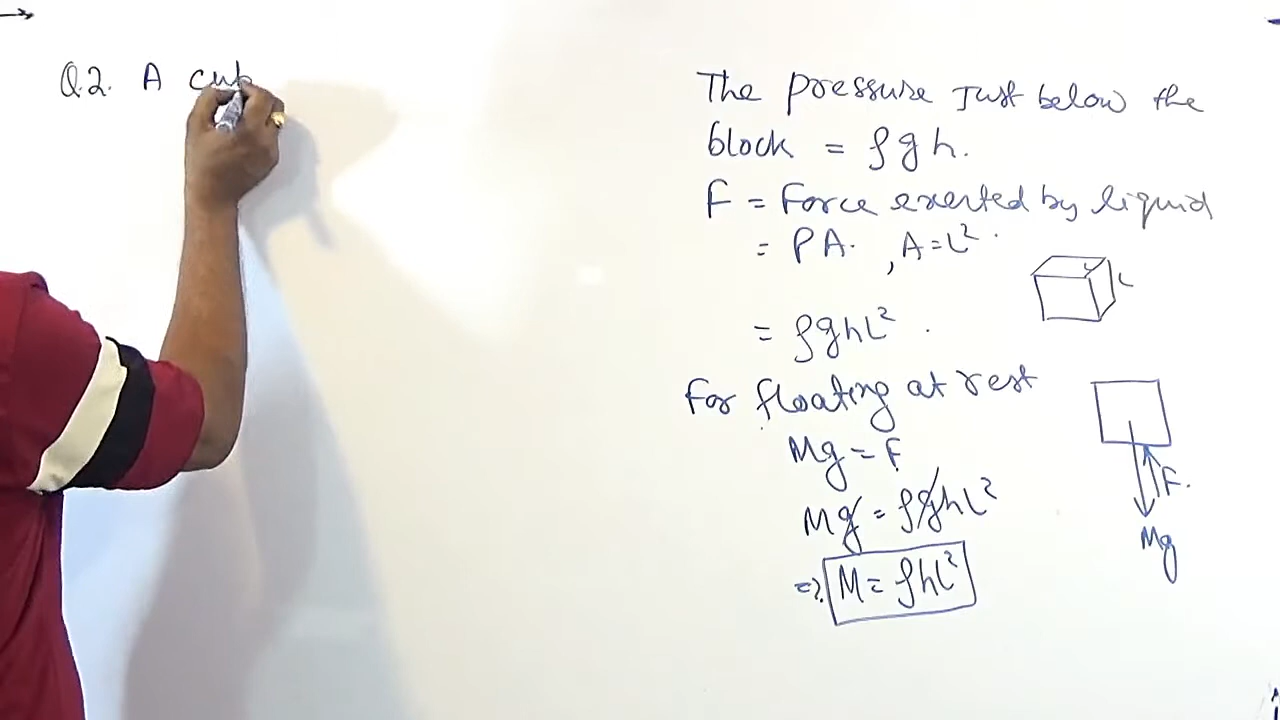 Q.2. A cub
The pressure Just below the
block = ρgh.
F = Force exerted by liquid
= PA. , A=L².
L
= ρghL².
For floating at rest
Mg = F
F.
Mg = ρghL²
Mg
=> M = ρhL²